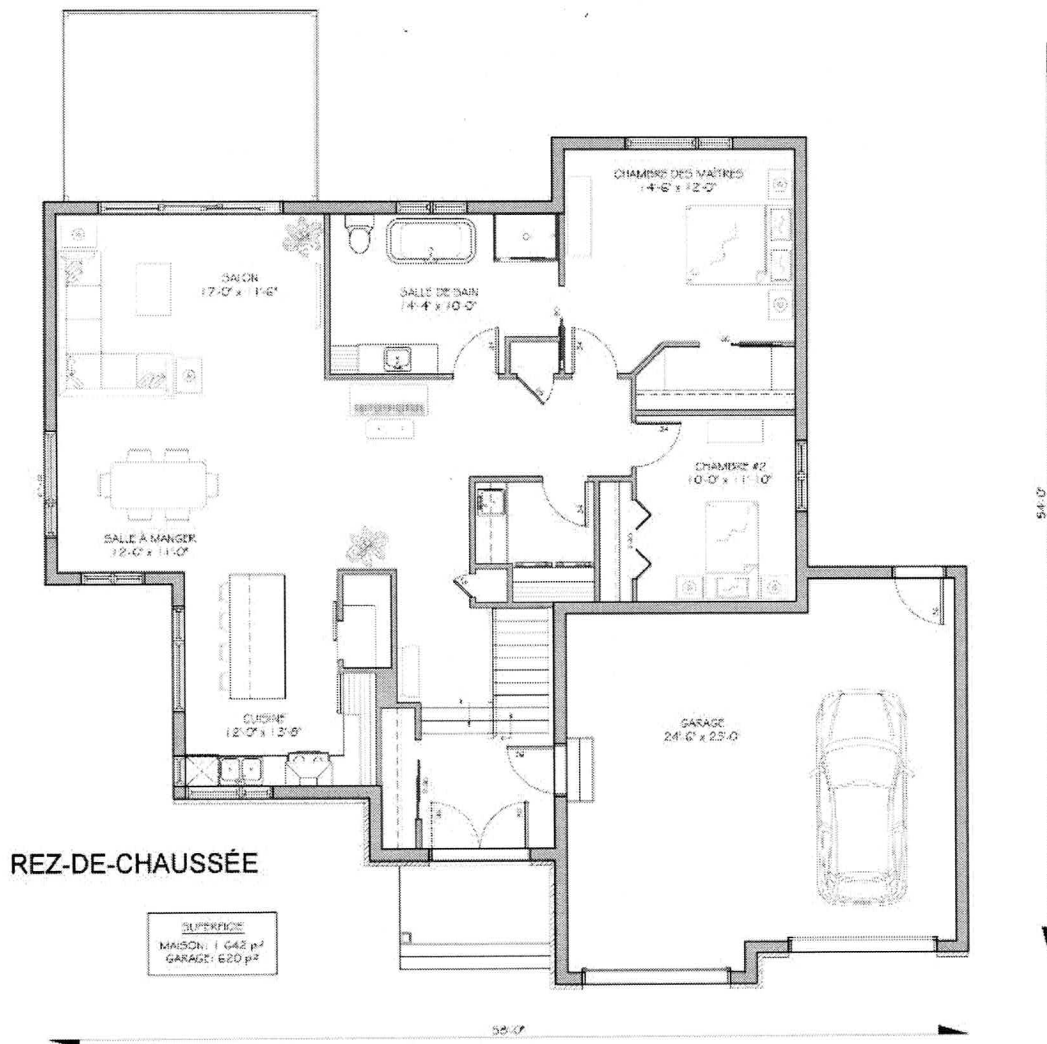 CHAMBRE DES MAÎTRES
14'-6" x 12'-0"
SALON
17'-0" x 11'-6"
SALLE DE BAIN
14'-4" x 10'-0"
CHAMBRE #2
10'-0" x 11'-10"
SALLE À MANGER
12'-0" x 11'-0"
CUISINE
12'-0" x 13'-8"
GARAGE
24'-6" x 23'-0
54'-0"
REZ-DE-CHAUSSÉE
SUPERFICIE
MAISON: 1 642 p²
GARAGE: 620 p²
58'-0"